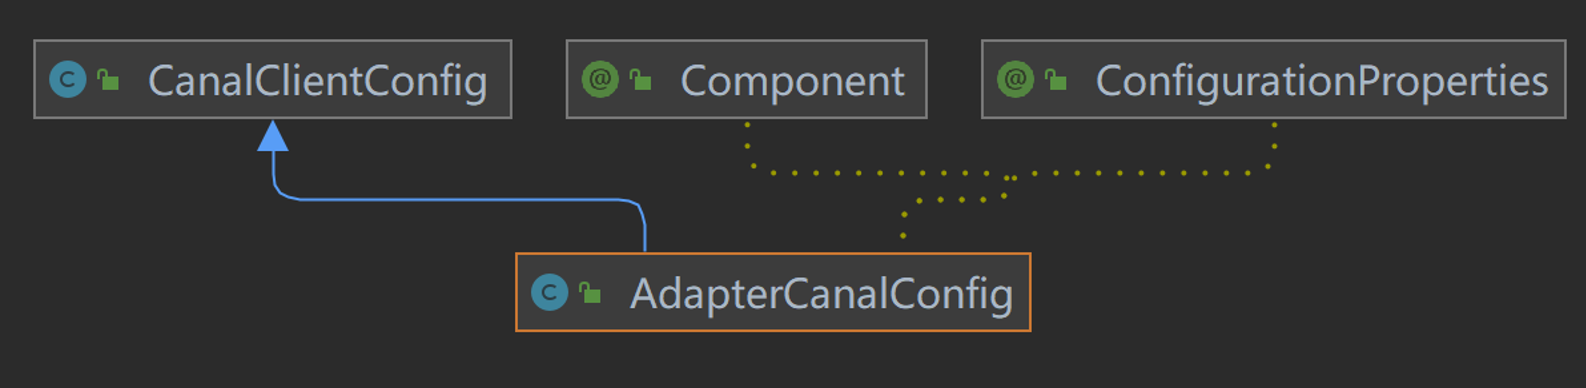 C CanalClientConfig
@ Component
@ ConfigurationProperties
C AdapterCanalConfig